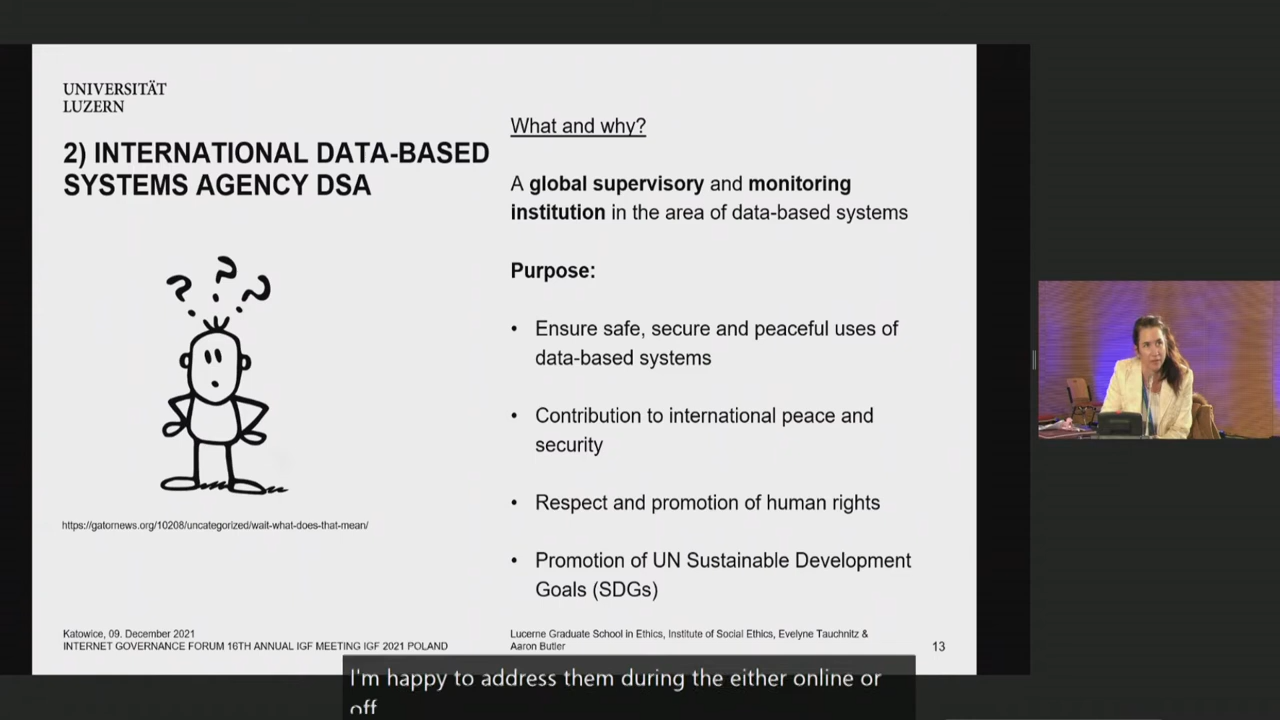 UNIVERSITÄT
LUZERN
2) INTERNATIONAL DATA-BASED
SYSTEMS AGENCY DSA
? ? ?
https://gatornews.org/10208/uncategorized/wait-what-does-that-mean/
What and why?
A global supervisory and monitoring
institution in the area of data-based systems
Purpose:
• Ensure safe, secure and peaceful uses of
data-based systems
• Contribution to international peace and
security
• Respect and promotion of human rights
• Promotion of UN Sustainable Development
Goals (SDGs)
Katowice, 09. December 2021
INTERNET GOVERNANCE FORUM 16TH ANNUAL IGF MEETING IGF 2021 POLAND
Lucerne Graduate School in Ethics, Institute of Social Ethics, Evelyne Tauchnitz &
Aaron Butler
13
I'm happy to address them during the either online or
off